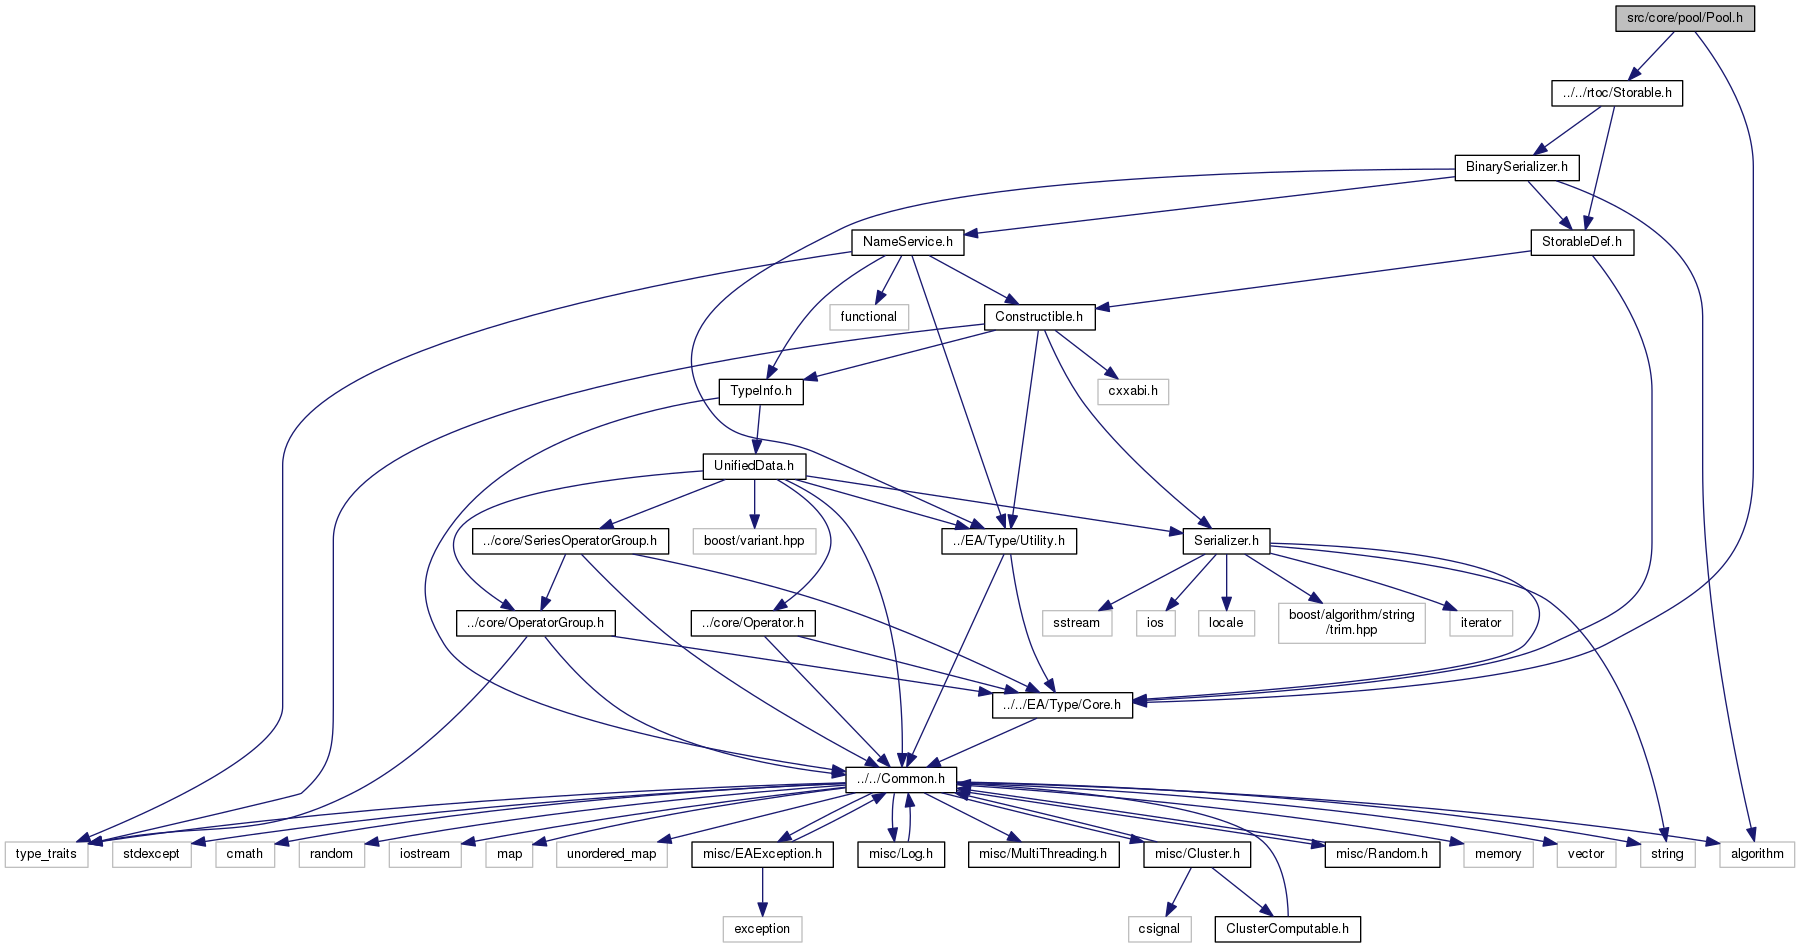 src/core/pool/Pool.h
../../rtoc/Storable.h
BinarySerializer.h
NameService.h
StorableDef.h
functional
Constructible.h
TypeInfo.h
cxxabi.h
UnifiedData.h
../core/SeriesOperatorGroup.h
boost/variant.hpp
../EA/Type/Utility.h
Serializer.h
../core/OperatorGroup.h
../core/Operator.h
sstream
ios
locale
boost/algorithm/string
/trim.hpp
iterator
../../EA/Type/Core.h
../../Common.h
type_traits
stdexcept
cmath
random
iostream
map
unordered_map
misc/EAException.h
misc/Log.h
misc/MultiThreading.h
misc/Cluster.h
misc/Random.h
memory
vector
string
algorithm
exception
csignal
ClusterComputable.h